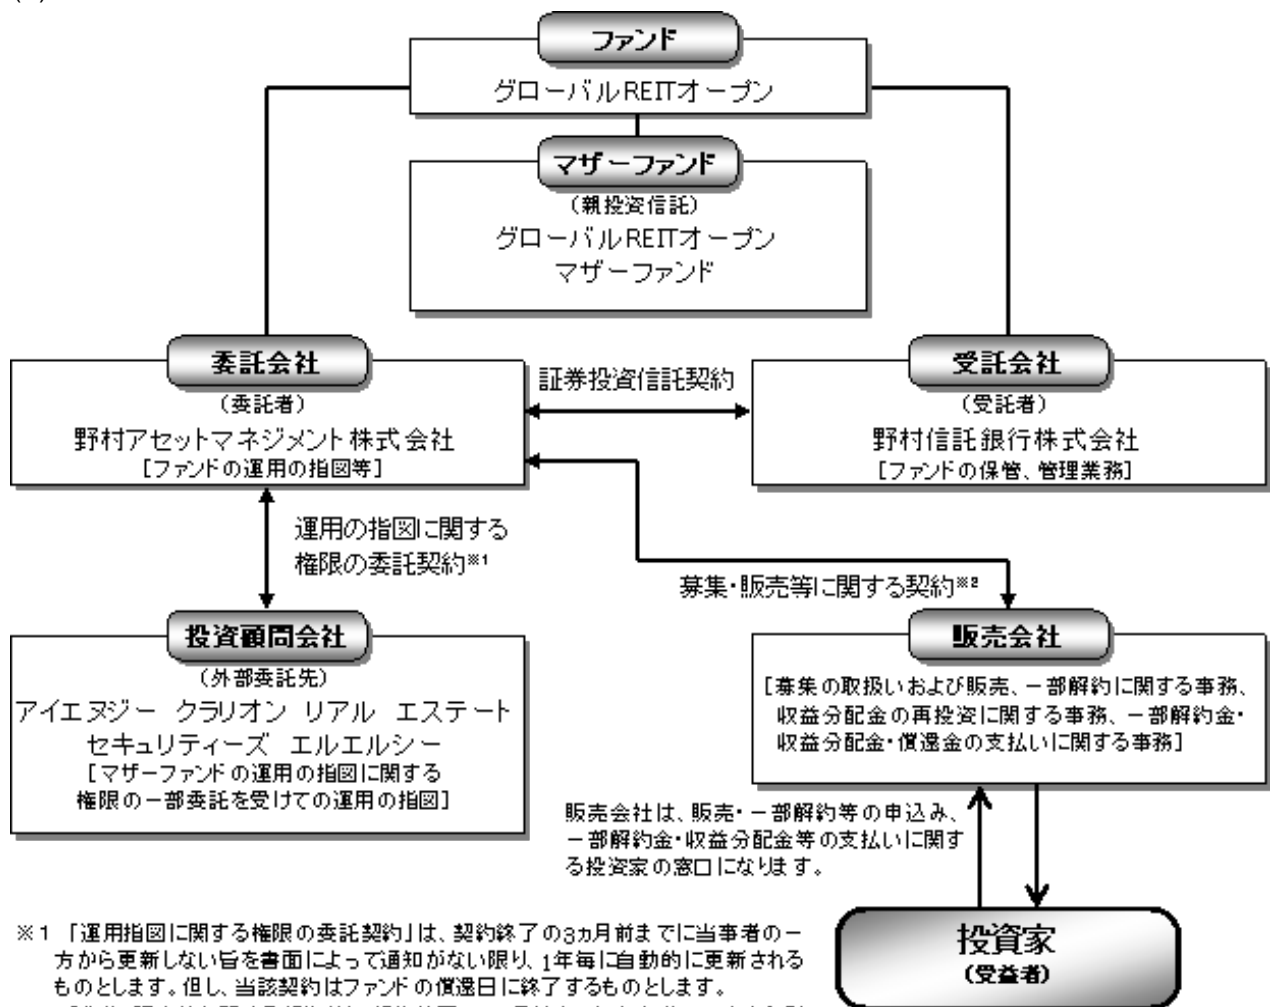 ファンド
グローバルREITオープン
マザーファンド
（親投資信託）
グローバルREITオープン
マザーファンド
委託会社
（委託者）
野村アセットマネジメント株式会社
［ファンドの運用の指図等］
証券投資信託契約
受託会社
（受託者）
野村信託銀行株式会社
［ファンドの保管、管理業務］
運用の指図に関する
権限の委託契約※1
募集・販売等に関する契約※2
投資顧問会社
（外部委託先）
アイエヌジー クラリオン リアル エステート
セキュリティーズ エルエルシー
［マザーファンドの運用の指図に関する
権限の一部委託を受けての運用の指図］
販売会社
［募集の取扱いおよび販売、一部解約に関する事務、
収益分配金の再投資に関する事務、一部解約金・
収益分配金・償還金の支払いに関する事務］
販売会社は、販売・一部解約等の申込み、
一部解約金・収益分配金等の支払いに関す
る投資家の窓口になります。
投資家
（受益者）
※1 「運用指図に関する権限の委託契約」は、契約終了の3ヵ月前までに当事者の一
方から更新しない旨を書面によって通知がない限り、1年毎に自動的に更新される
ものとします。但し、当該契約はファンドの償還日に終了するものとします。